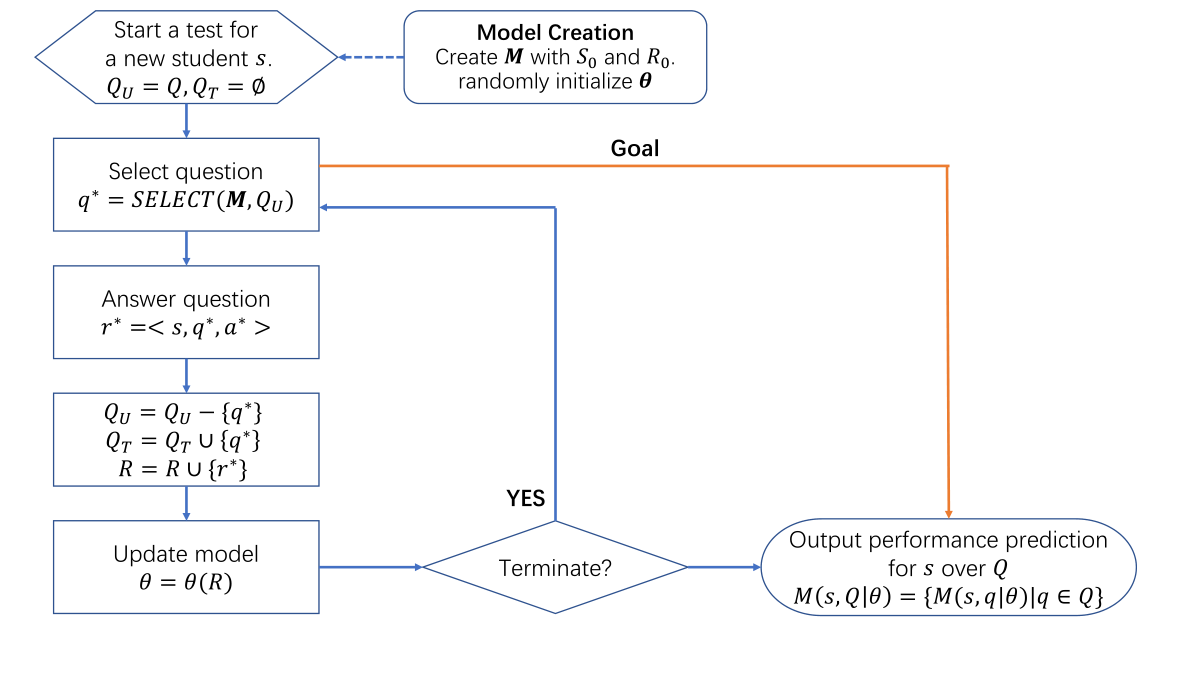 Start a test for
a new student s.
Q_U = Q, Q_T = ∅
Model Creation
Create M with S_0 and R_0.
randomly initialize θ
Goal
Select question
q* = SELECT(M, Q_U)
Answer question
r* =< s, q*, a* >
Q_U = Q_U − {q*}
Q_T = Q_T ∪ {q*}
R = R ∪ {r*}
YES
Update model
θ = θ(R)
Terminate?
Output performance prediction
for s over Q
M(s, Q|θ) = {M(s, q|θ)|q ∈ Q}